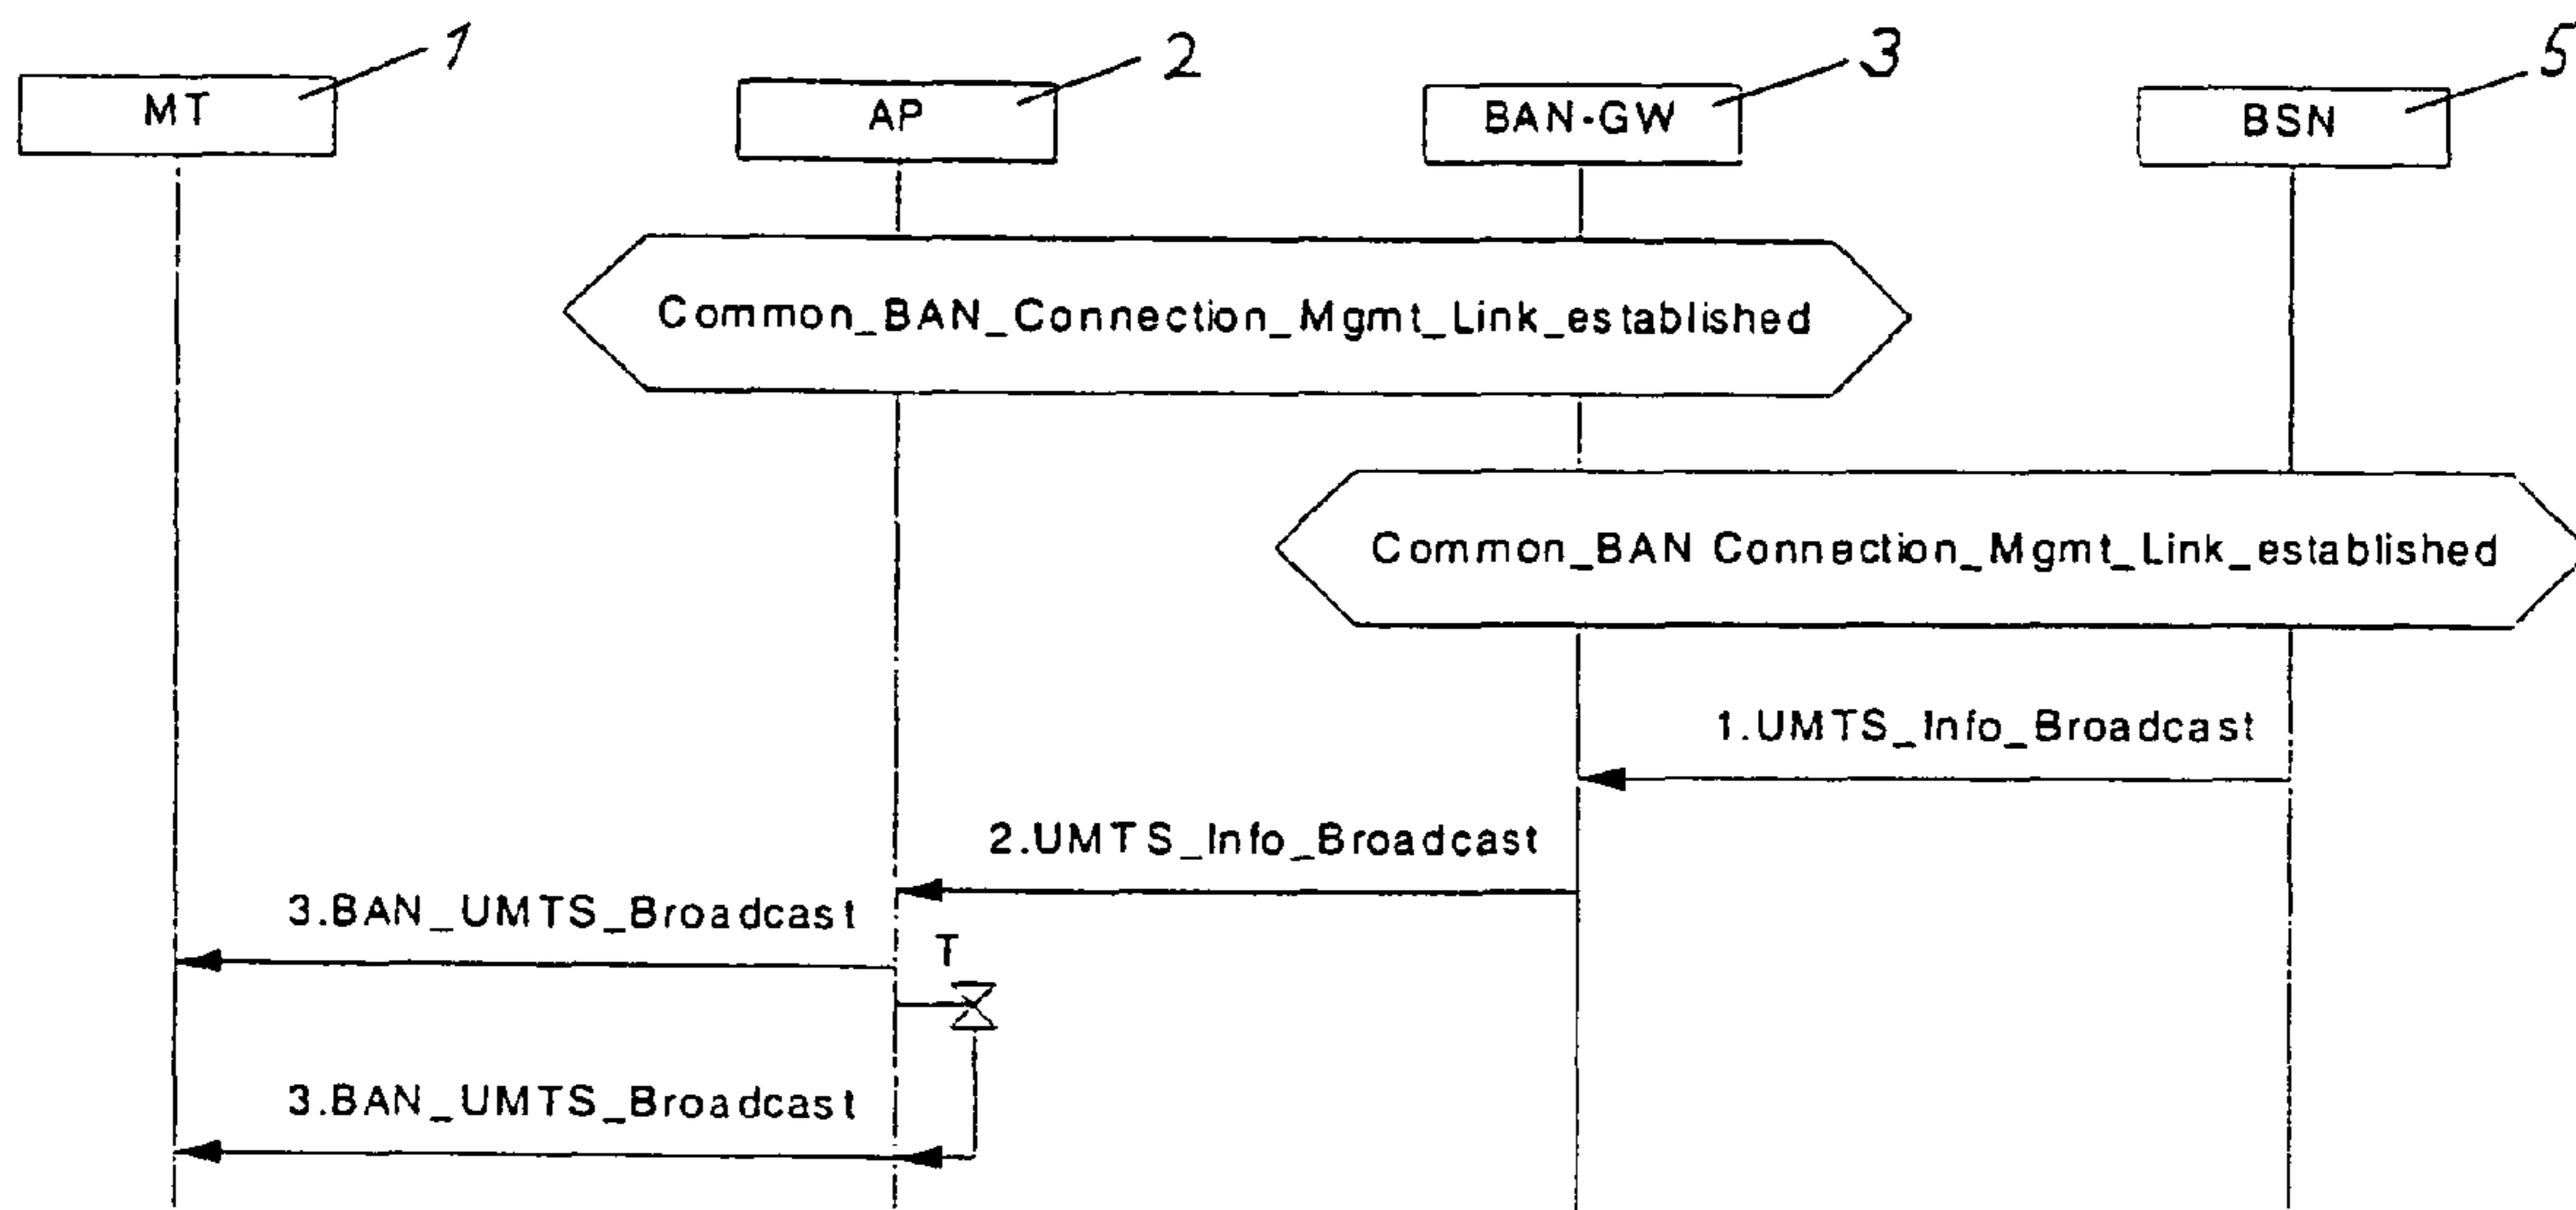 1
2
3
5
MT
AP
BAN-GW
BSN
Common_BAN_Connection_Mgmt_Link_established
Common_BAN Connection_Mgmt_Link_established
1.UMTS_Info_Broadcast
2.UMTS_Info_Broadcast
3.BAN_UMTS_Broadcast
T
3.BAN_UMTS_Broadcast